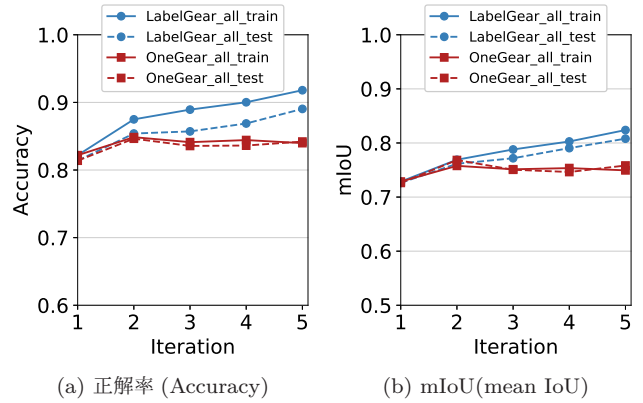 LabelGear_all_train
LabelGear_all_test
OneGear_all_train
OneGear_all_test
1.0
0.9
0.8
0.7
0.6
Accuracy
1 2 3 4 5
Iteration
(a) 正解率 (Accuracy)
LabelGear_all_train
LabelGear_all_test
OneGear_all_train
OneGear_all_test
1.0
0.9
0.8
0.7
0.6
0.5
mIoU
1 2 3 4 5
Iteration
(b) mIoU(mean IoU)